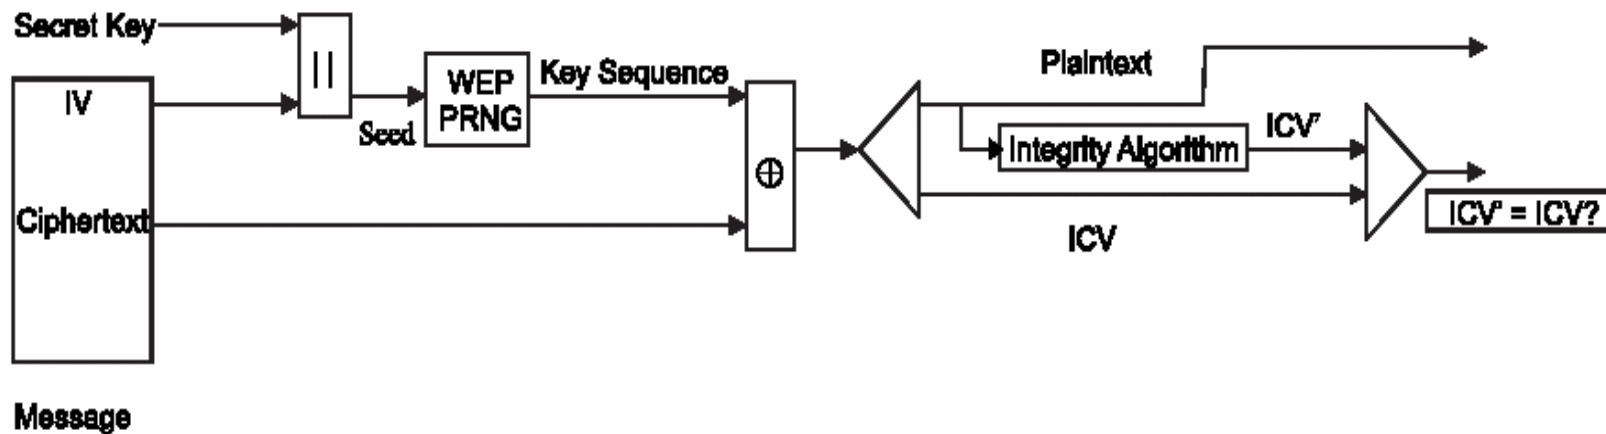 Secret Key
IV
Ciphertext
Message
||
Seed
WEP
PRNG
Key Sequence
⊕
Plaintext
Integrity Algorithm
ICV'
ICV
ICV' = ICV?